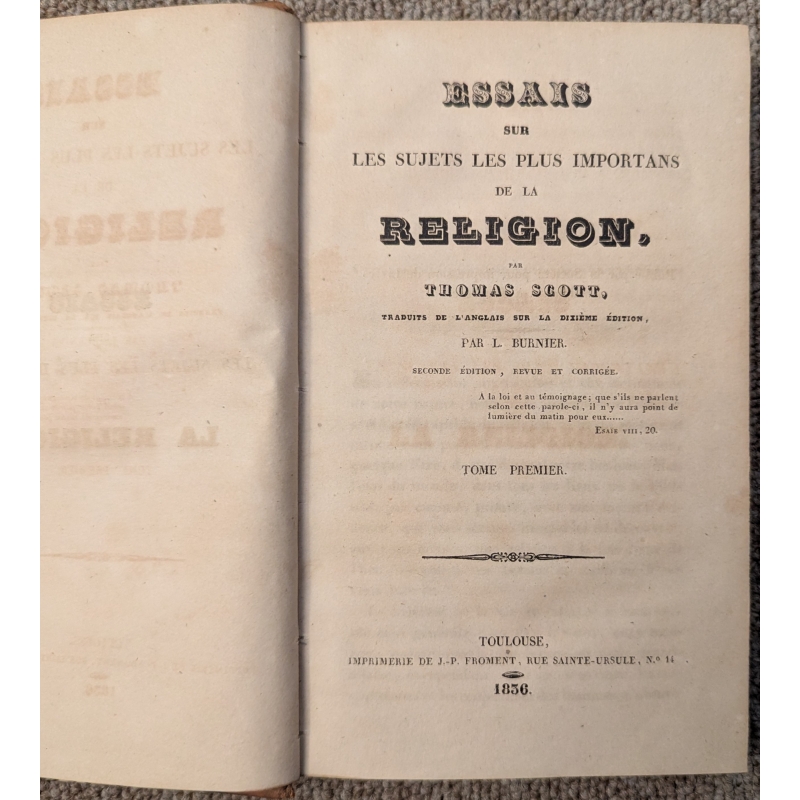 ESSAIS
SUR
LES SUJETS LES PLUS IMPORTANS
DE LA
RELIGION,
PAR
THOMAS SCOTT,
TRADUITS DE L'ANGLAIS SUR LA DIXIÈME ÉDITION,
PAR L. BURNIER.
SECONDE ÉDITION, REVUE ET CORRIGÉE.
A la loi et au témoignage; que s'ils ne parlent
selon cette parole-ci, il n'y aura point de
lumière du matin pour eux......
ESAÏE VIII, 20.
TOME PREMIER.
TOULOUSE,
IMPRIMERIE DE J.-P. FROMENT, RUE SAINTE-URSULE, N.o 14.
1836.